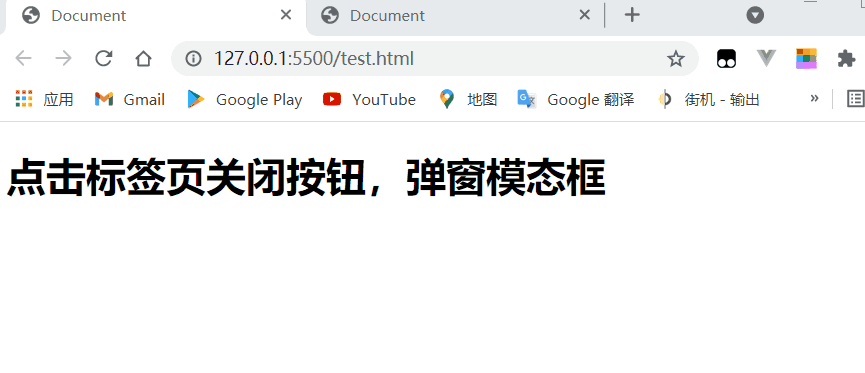 Document Document
127.0.0.1:5500/test.html
应用 Gmail Google Play YouTube 地图 Google 翻译 街机 - 输出 »
点击标签页关闭按钮，弹窗模态框